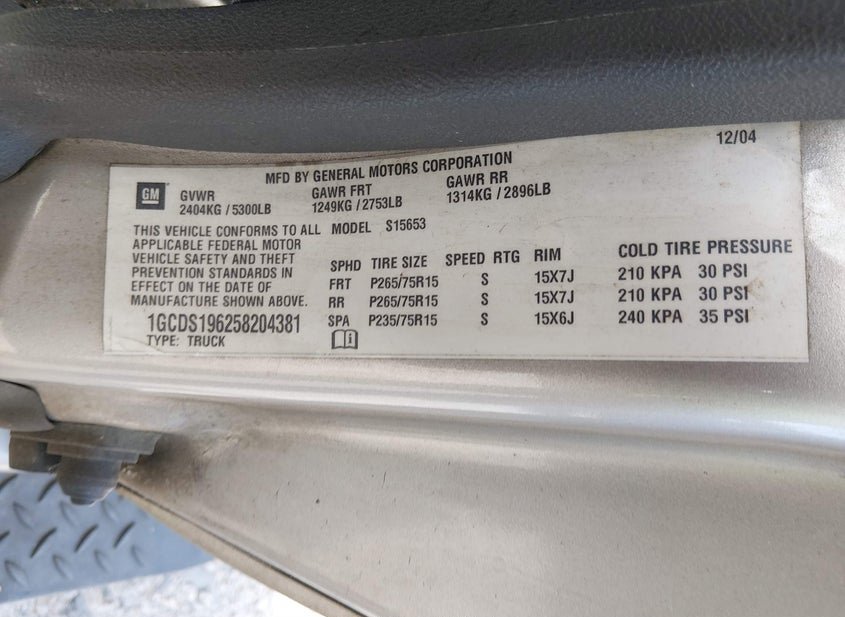 12/04
MFD BY GENERAL MOTORS CORPORATION
GM
GVWR GAWR FRT GAWR RR
2404KG / 5300LB 1249KG / 2753LB 1314KG / 2896LB
THIS VEHICLE CONFORMS TO ALL
APPLICABLE FEDERAL MOTOR
VEHICLE SAFETY AND THEFT
PREVENTION STANDARDS IN
EFFECT ON THE DATE OF
MANUFACTURE SHOWN ABOVE.
1GCDS196258204381
TYPE: TRUCK
MODEL S15653
SPHD TIRE SIZE SPEED RTG RIM COLD TIRE PRESSURE
FRT P265/75R15 S 15X7J 210 KPA 30 PSI
RR P265/75R15 S 15X7J 210 KPA 30 PSI
SPA P235/75R15 S 15X6J 240 KPA 35 PSI
i